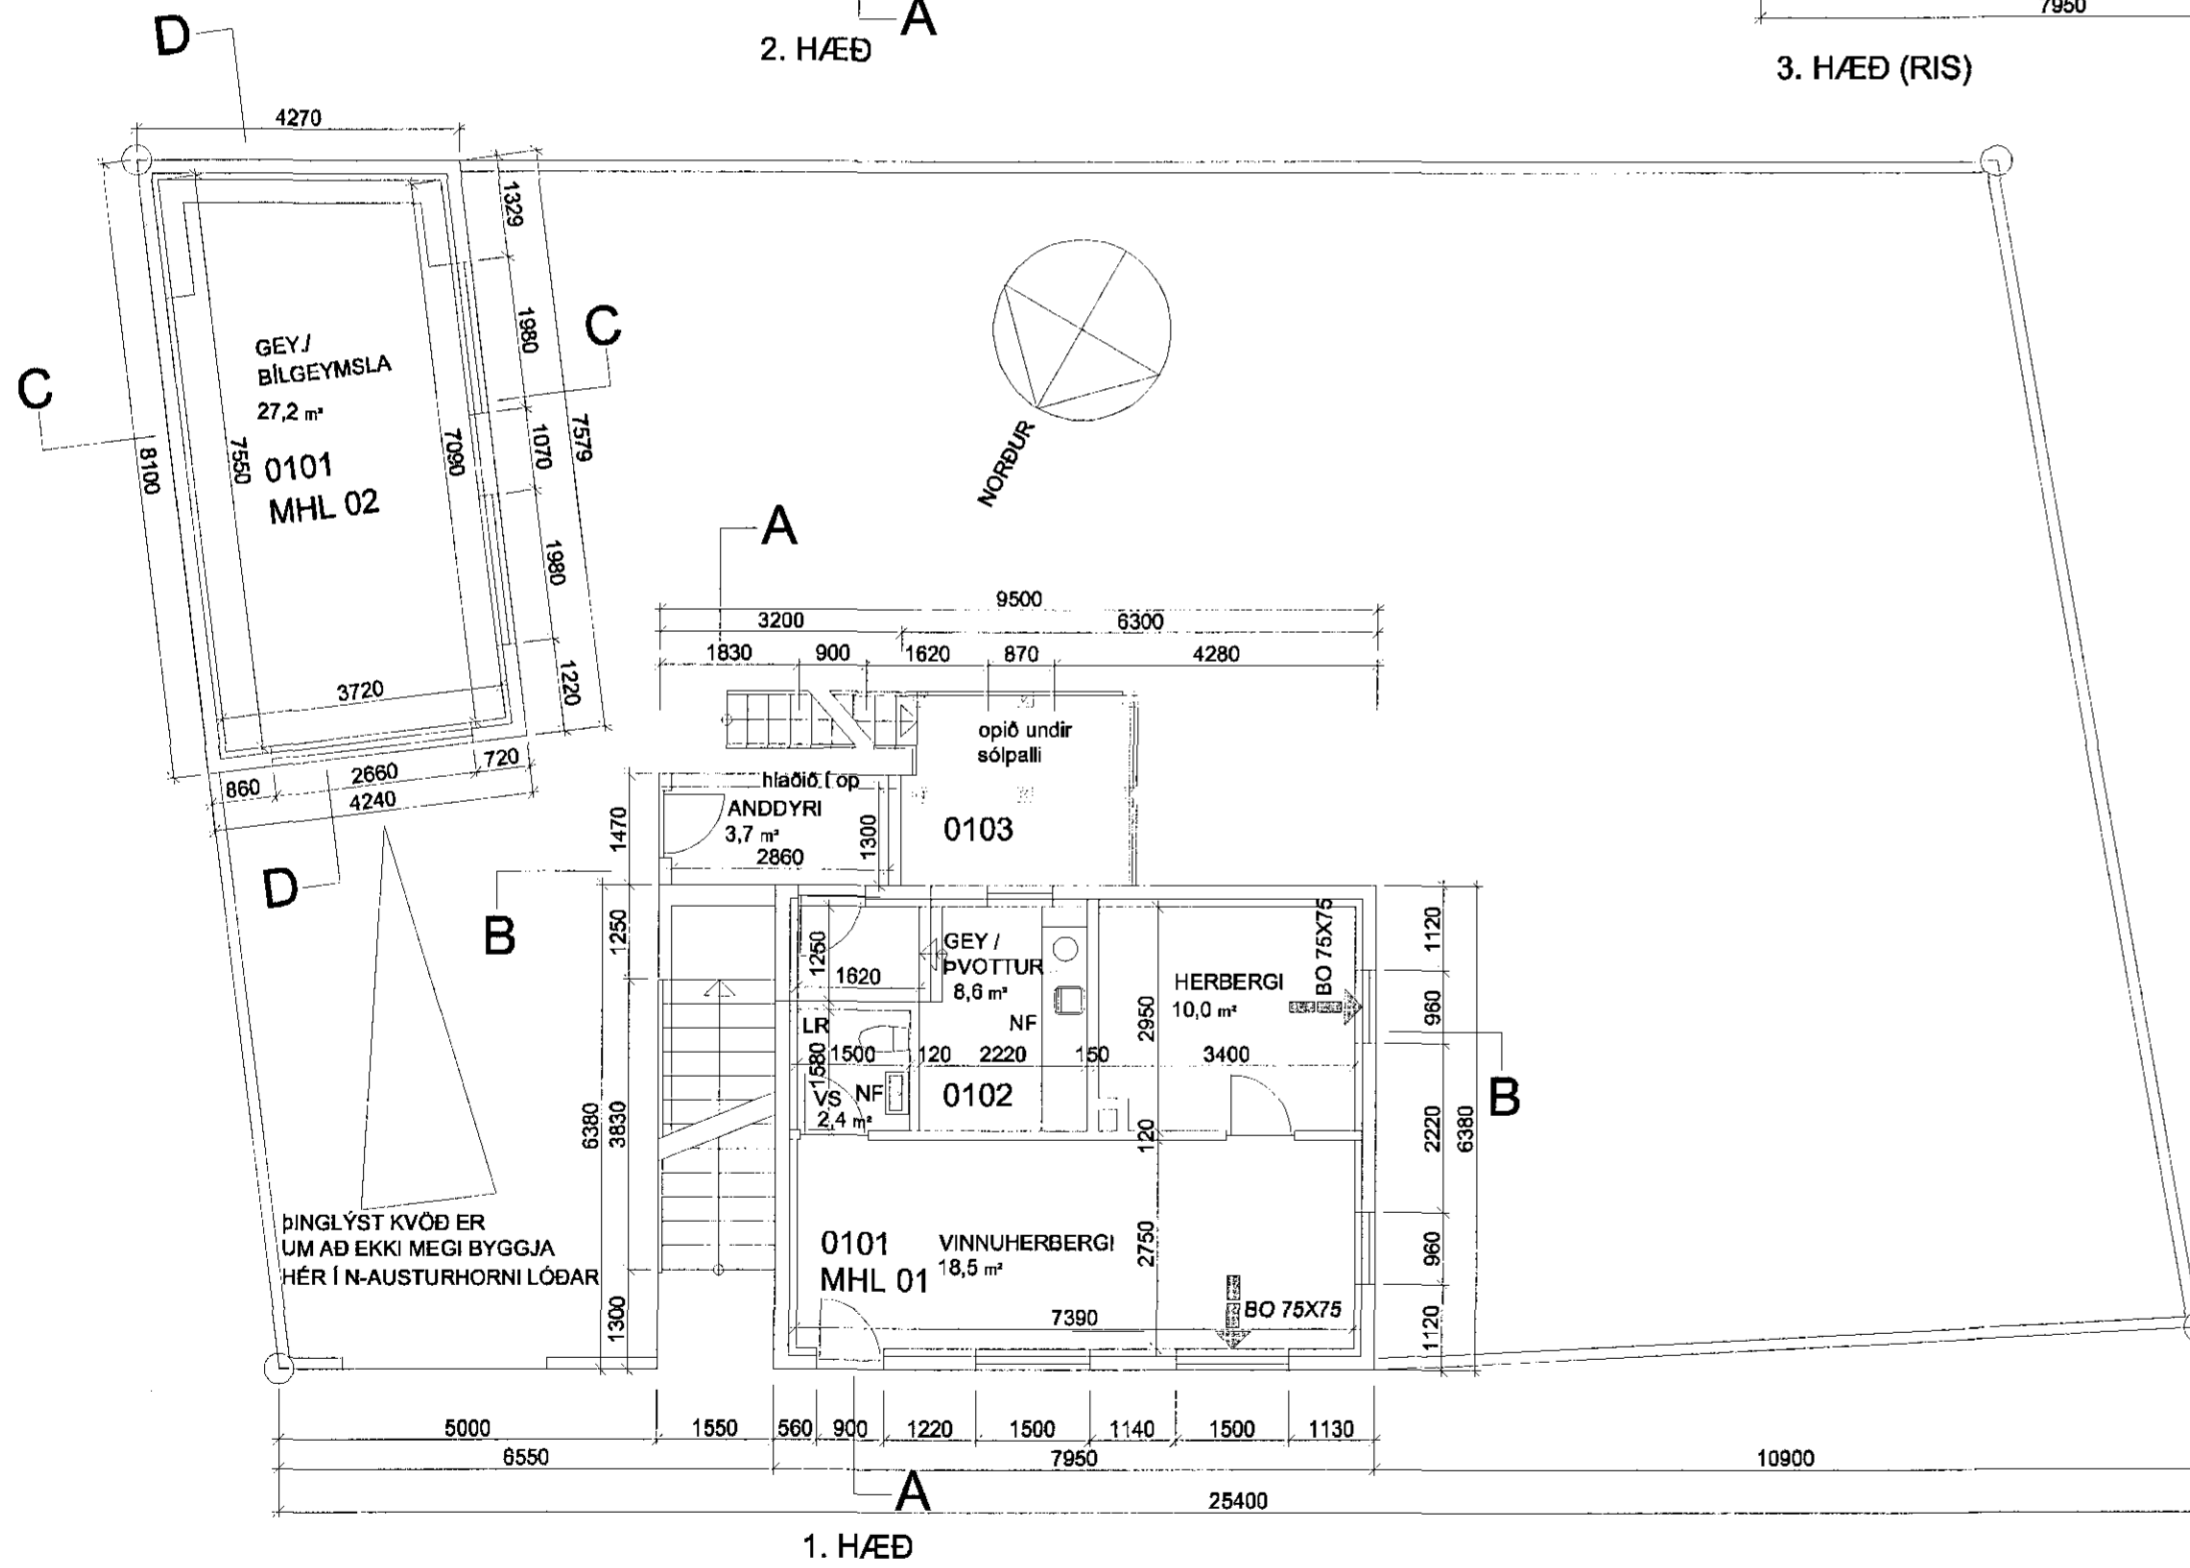 A
2. HÆÐ
7950
3. HÆÐ (RIS)
D
4270
1329
1980
C
7579
1070
1980
1220
GEY./
BÍLGEYMSLA
27,2 m²
0101
MHL 02
C
8100
7550
7090
3720
860
2660
720
4240
D
NORÐUR
A
9500
3200
6300
1830
900
1620
870
4280
opið undir
sólpalli
hlaðið í op
ANDDYRI
3,7 m²
2860
1300
0103
1470
B
1250
6380
3830
1300
1250
1620
GEY /
ÞVOTTUR
8,6 m²
NF
LR
1580
1500
120
2220
150
3400
VS
NF
2,4 m²
0102
HERBERGI
10,0 m²
BO 75X75
2950
120
2750
1120
960
2220
6380
960
1120
B
ÞINGLÝST KVÖÐ ER
UM AÐ EKKI MEGI BYGGJA
HÉR Í N-AUSTURHORNI LÓÐAR
0101
MHL 01
VINNUHERBERGI
18,5 m²
7390
BO 75X75
5000
1550
560
900
1220
1500
1140
1500
1130
6550
7950
10900
A
25400
1. HÆÐ